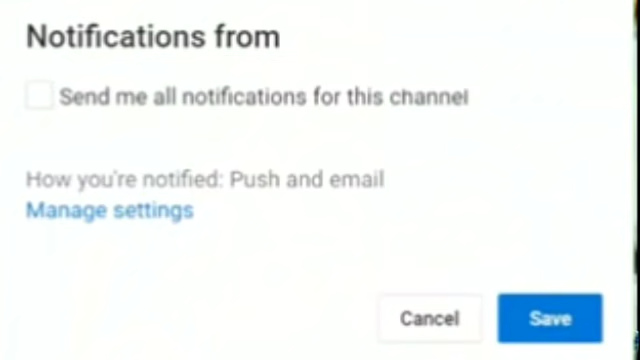 Notifications from
Send me all notifications for this channel
How you're notified: Push and email
Manage settings
Cancel
Save